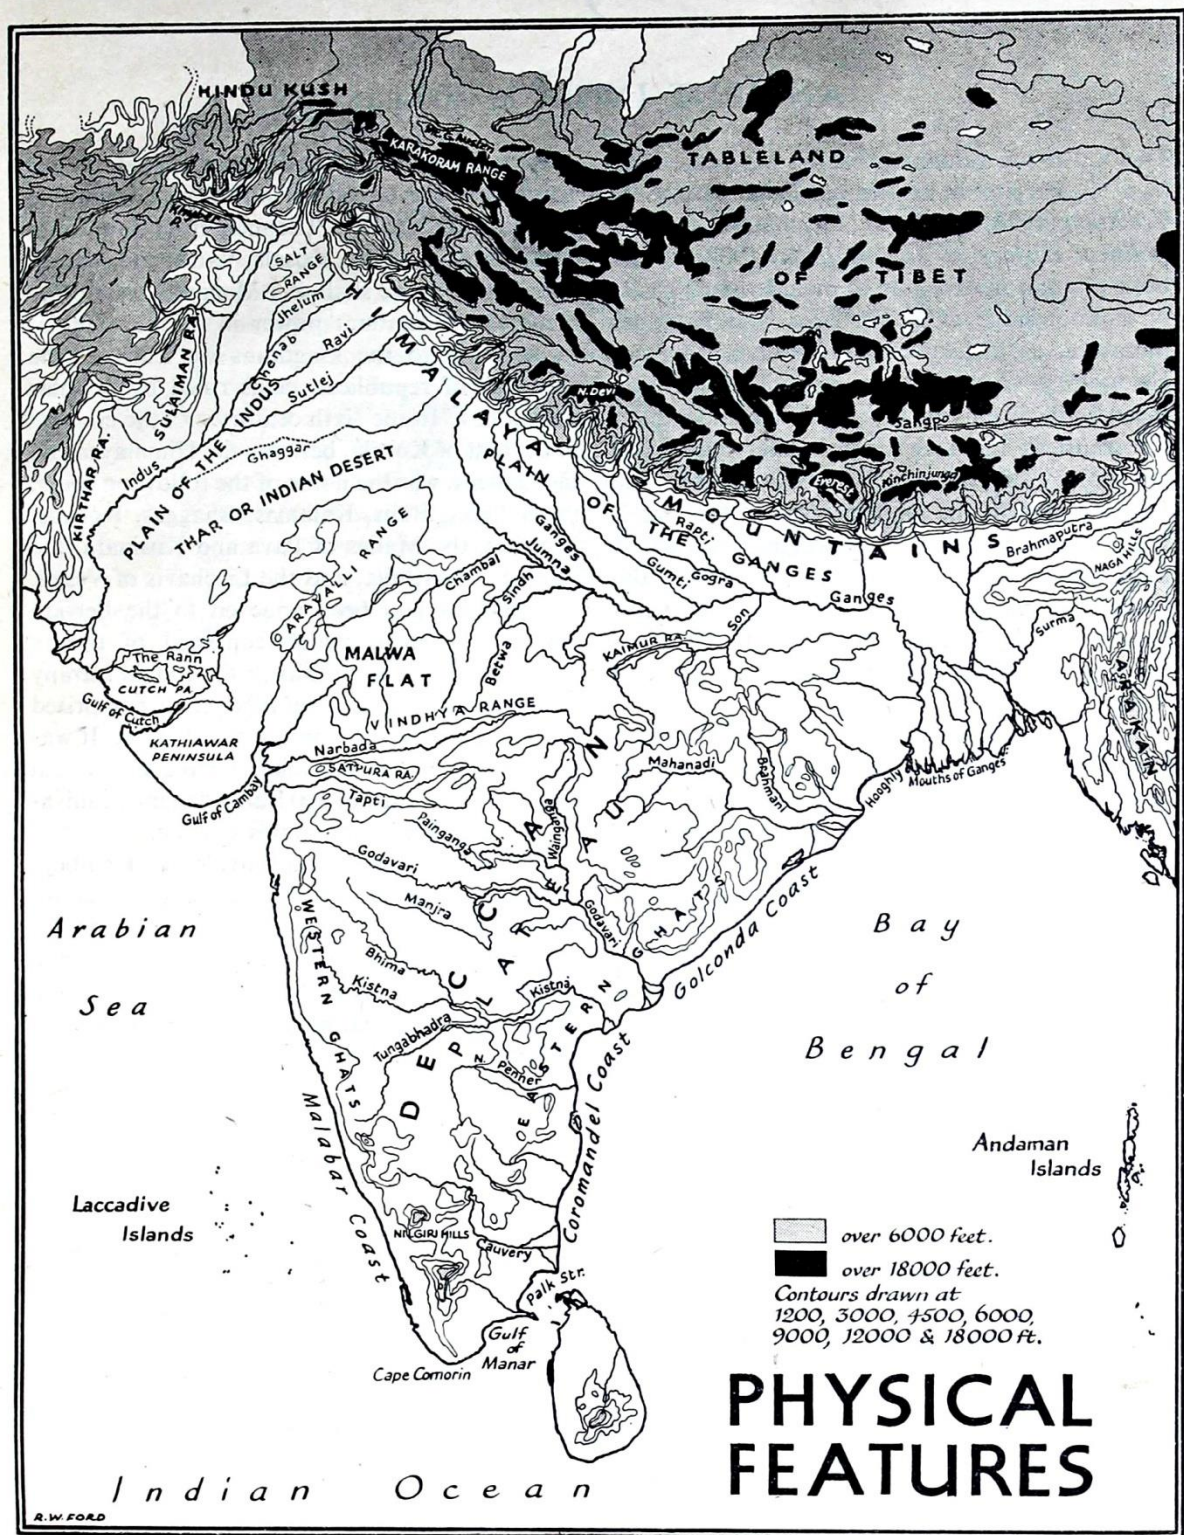 HINDU KUSH
KARAKORAM RANGE
TABLELAND
OF TIBET
Khyber P.
SALT
RANGE
Jhelum
Chenab
Ravi
Sutlej
SULAIMAN RA.
PLAIN OF THE INDUS
KIRTHAR RA.
Indus
Ghaggar
THAR OR INDIAN DESERT
HIMALAYA
MOUNTAINS
N. Devi
Sangpo
Everest
Kinchinjunga
PLAIN OF
THE GANGES
Rapti
Gumti
Gogra
Ganges
Jumna
Ganges
Brahmaputra
NAGA HILLS
Surma
ARAKAN
ARAVALLI RANGE
Chambal
Sindh
Betwa
Son
KAIMUR RA.
MALWA
FLAT
The Rann
CUTCH PA.
Gulf of Cutch
KATHIAWAR
PENINSULA
Gulf of Cambay
VINDHYA RANGE
Narbada
SATPURA RA.
Tapti
Mahanadi
Brahmani
Hooghly
Mouths of Ganges
Painganga
Wainganga
Godavari
Manjra
Godavari
DECCAN
PLATEAU
WESTERN GHATS
EASTERN GHATS
Bhima
Kistna
Kistna
Tungabhadra
N. Penner
Golconda Coast
Coromandel Coast
Malabar Coast
Arabian
Sea
Bay
of
Bengal
Laccadive
Islands
Andaman
Islands
NILGIRI HILLS
Cauvery
Palk Str.
Gulf
of
Manar
Cape Comorin
over 6000 feet.
over 18000 feet.
Contours drawn at
1200, 3000, 4500, 6000,
9000, 12000 & 18000 ft.
PHYSICAL
FEATURES
Indian Ocean
R.W. FORD